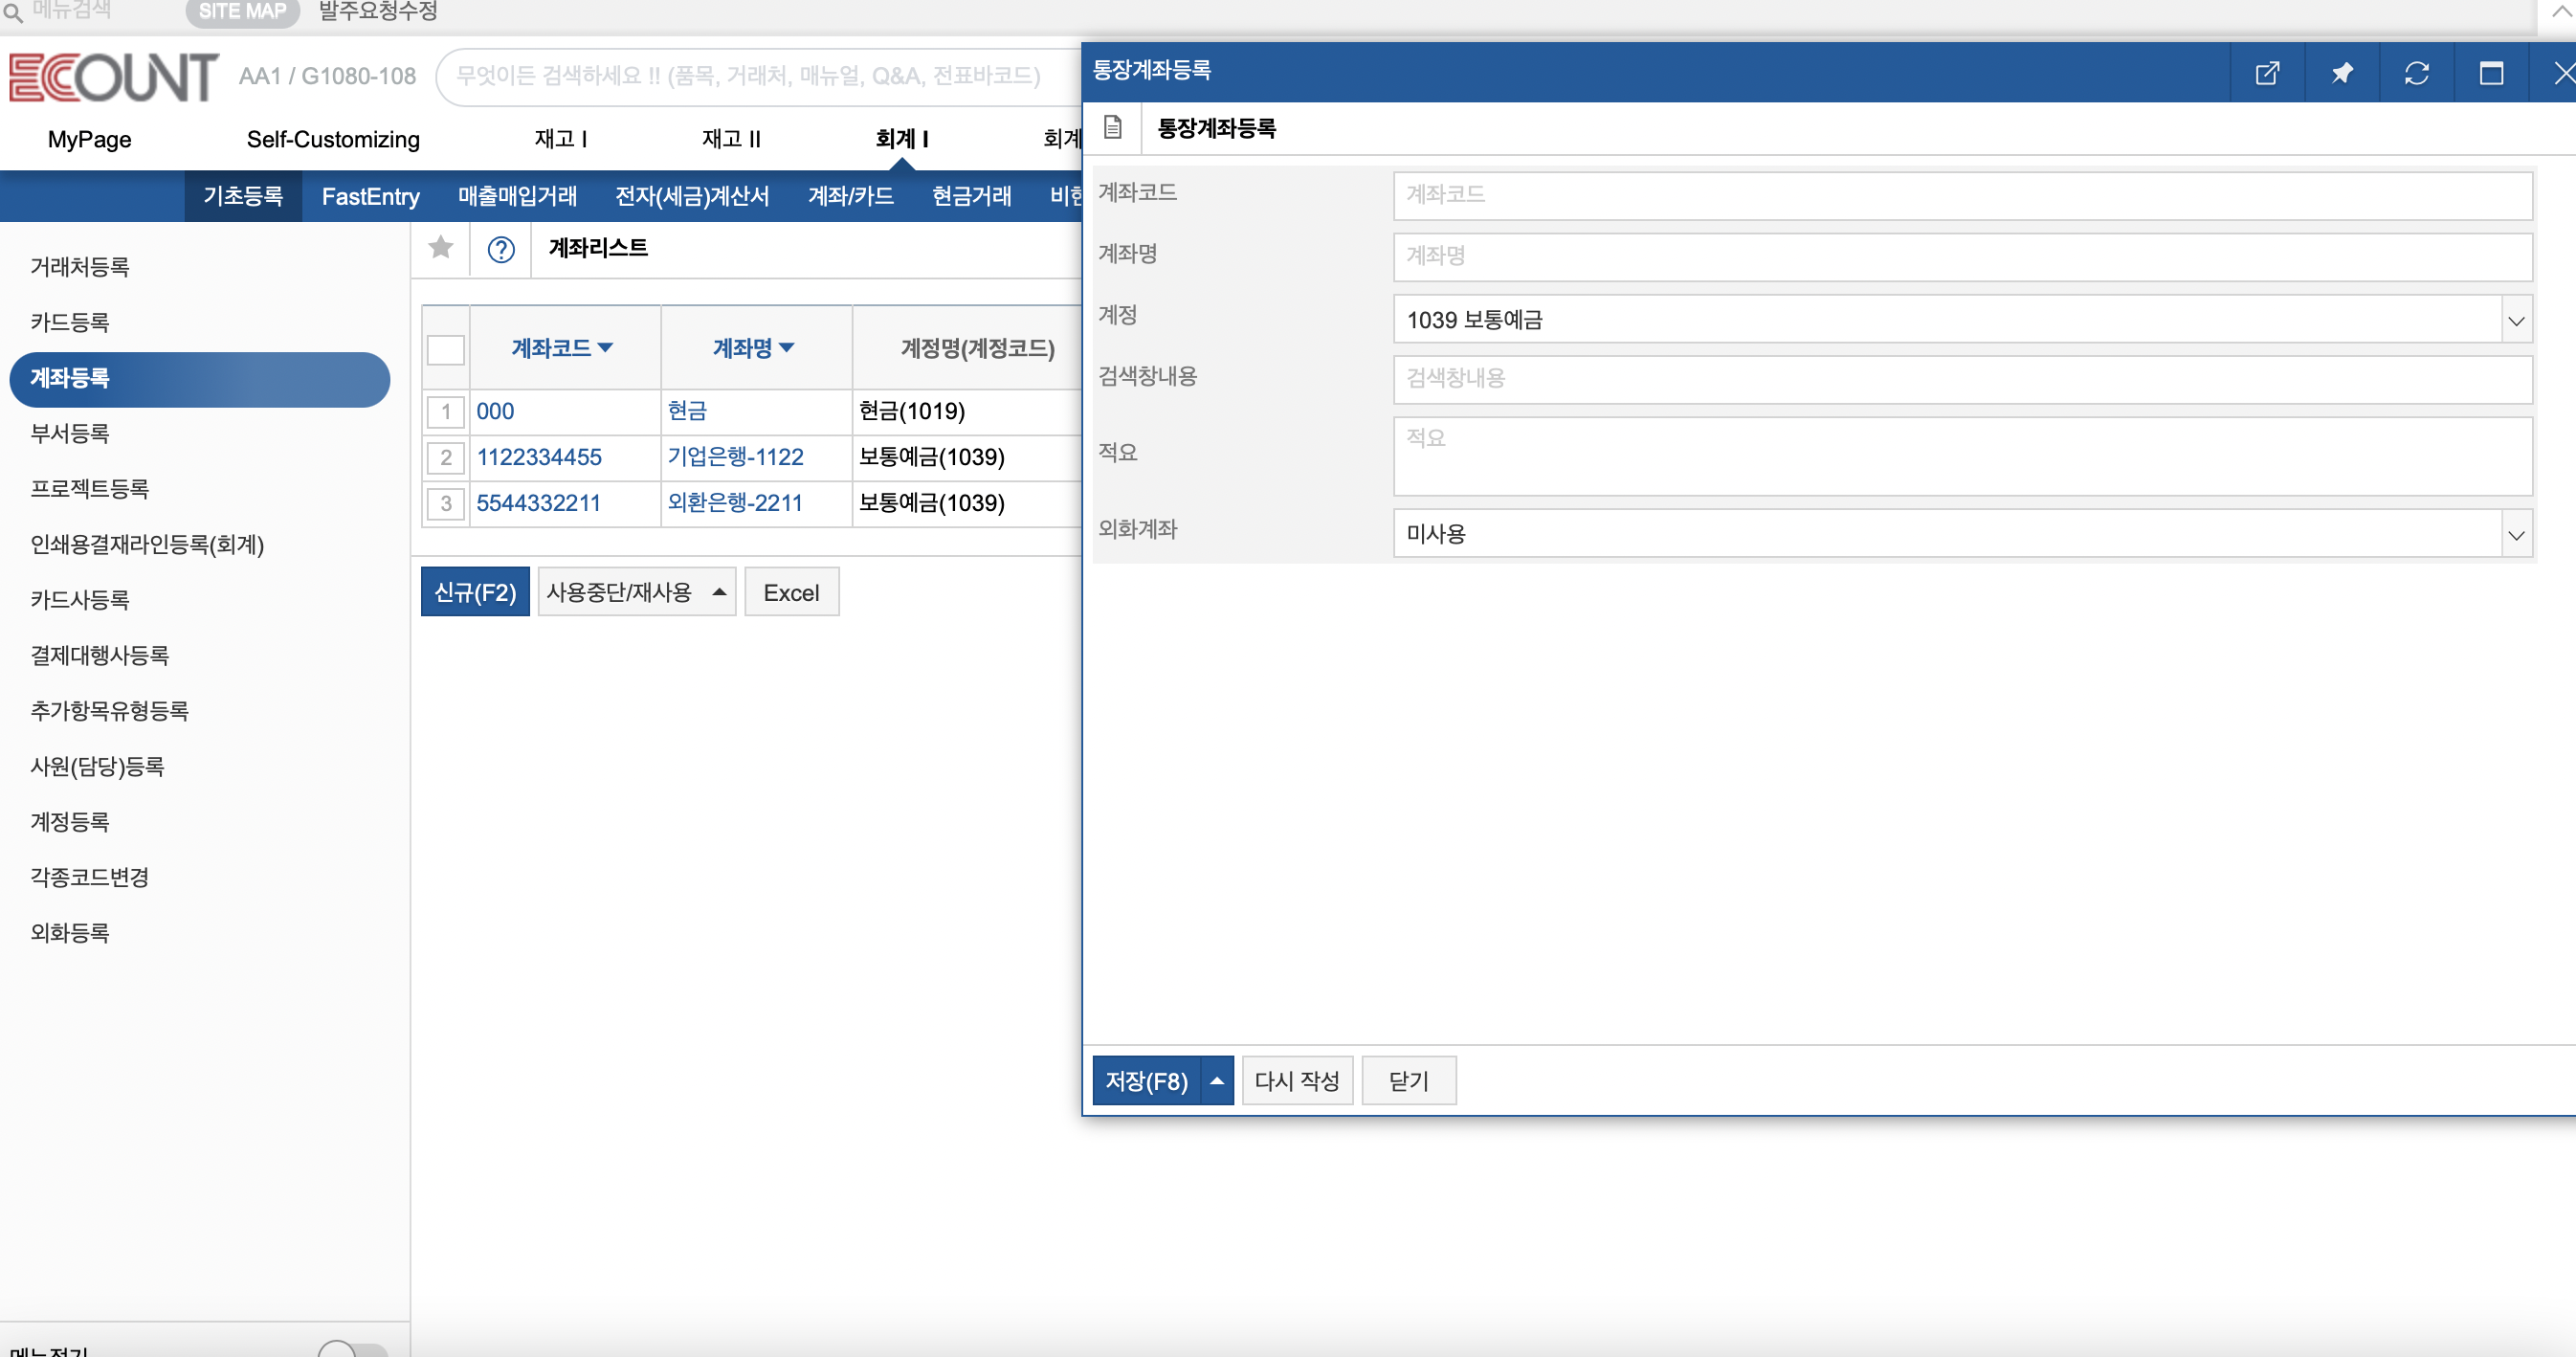 메뉴검색 SITE MAP 발주요청수정
ECOUNT AA1 / G1080-108 무엇이든 검색하세요 !! (품목, 거래처, 매뉴얼, Q&A, 전표바코드)
MyPage Self-Customizing 재고 I 재고 II 회계 I 회계
기초등록 FastEntry 매출매입거래 전자(세금)계산서 계좌/카드 현금거래 비현
거래처등록
카드등록
계좌등록
부서등록
프로젝트등록
인쇄용결재라인등록(회계)
카드사등록
결제대행사등록
추가항목유형등록
사원(담당)등록
계정등록
각종코드변경
외화등록
계좌리스트
계좌코드▼ 계좌명▼ 계정명(계정코드)
1 000 현금 현금(1019)
2 1122334455 기업은행-1122 보통예금(1039)
3 5544332211 외환은행-2211 보통예금(1039)
신규(F2) 사용중단/재사용 Excel
통장계좌등록
통장계좌등록
계좌코드 계좌코드
계좌명 계좌명
계정 1039 보통예금
검색창내용 검색창내용
적요 적요
외화계좌 미사용
저장(F8) 다시 작성 닫기